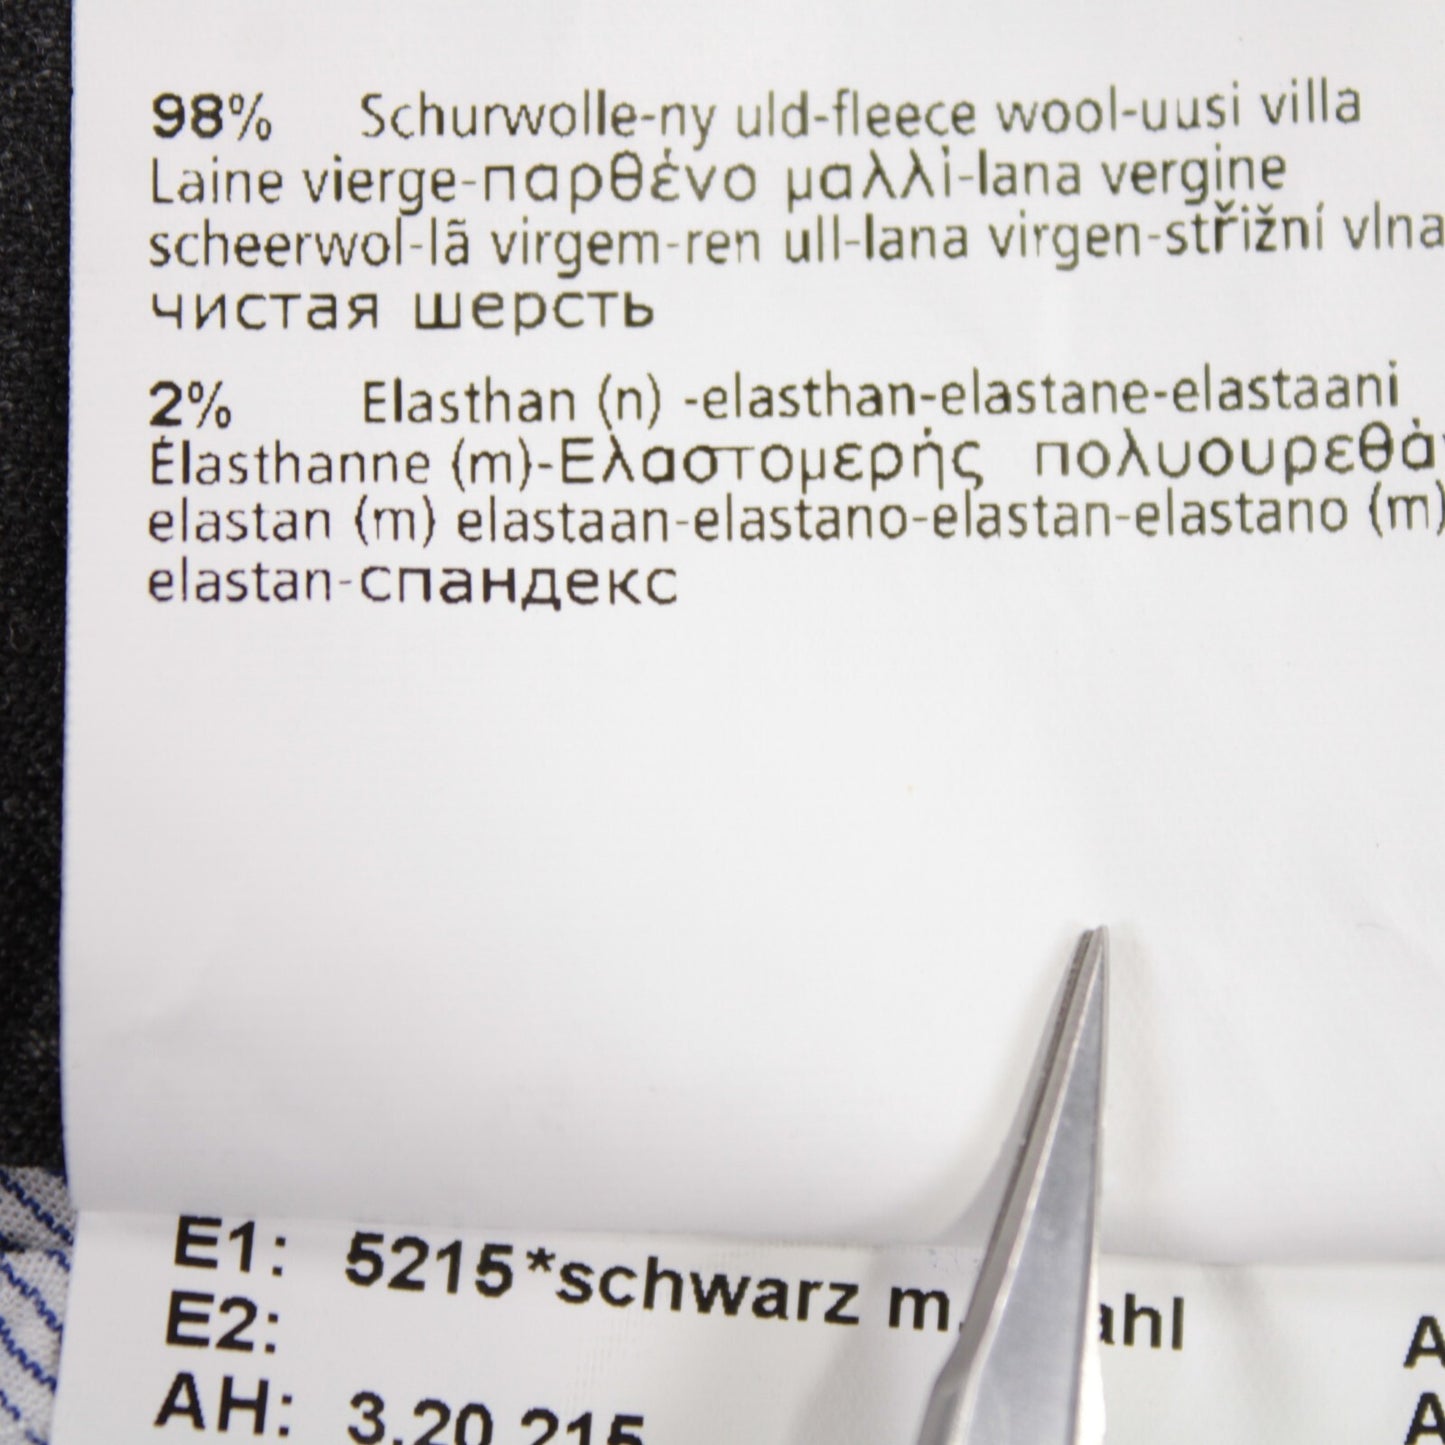 98% Schurwolle-ny uld-fleece wool-uusi villa
Laine vierge-παρθένο μαλλί-lana vergine
scheerwol-lã virgem-ren ull-lana virgen-střižní vlna
чистая шерсть
2% Elasthan (n) -elasthan-elastane-elastaani
Élasthanne (m)-Ελαστομερής
elastan (m) elastaan-elastano-elastan-elastano (m)
elastan-спандекс
E1: 5215*schwarz m.
E2:
AH: 3.20.215